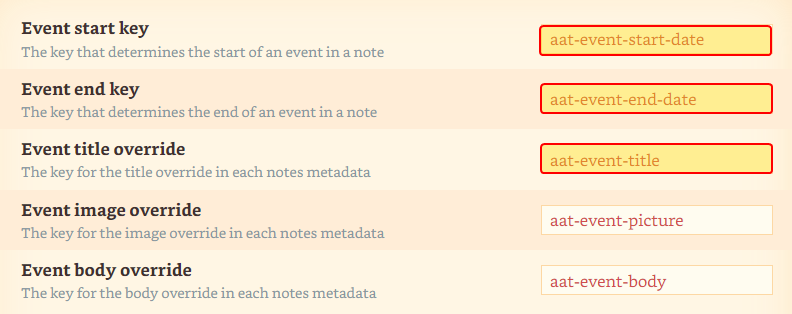 Event start key
aat-event-start-date
The key that determines the start of an event in a note
Event end key
aat-event-end-date
The key that determines the end of an event in a note
Event title override
aat-event-title
The key for the title override in each notes metadata
Event image override
aat-event-picture
The key for the image override in each notes metadata
Event body override
aat-event-body
The key for the body override in each notes metadata